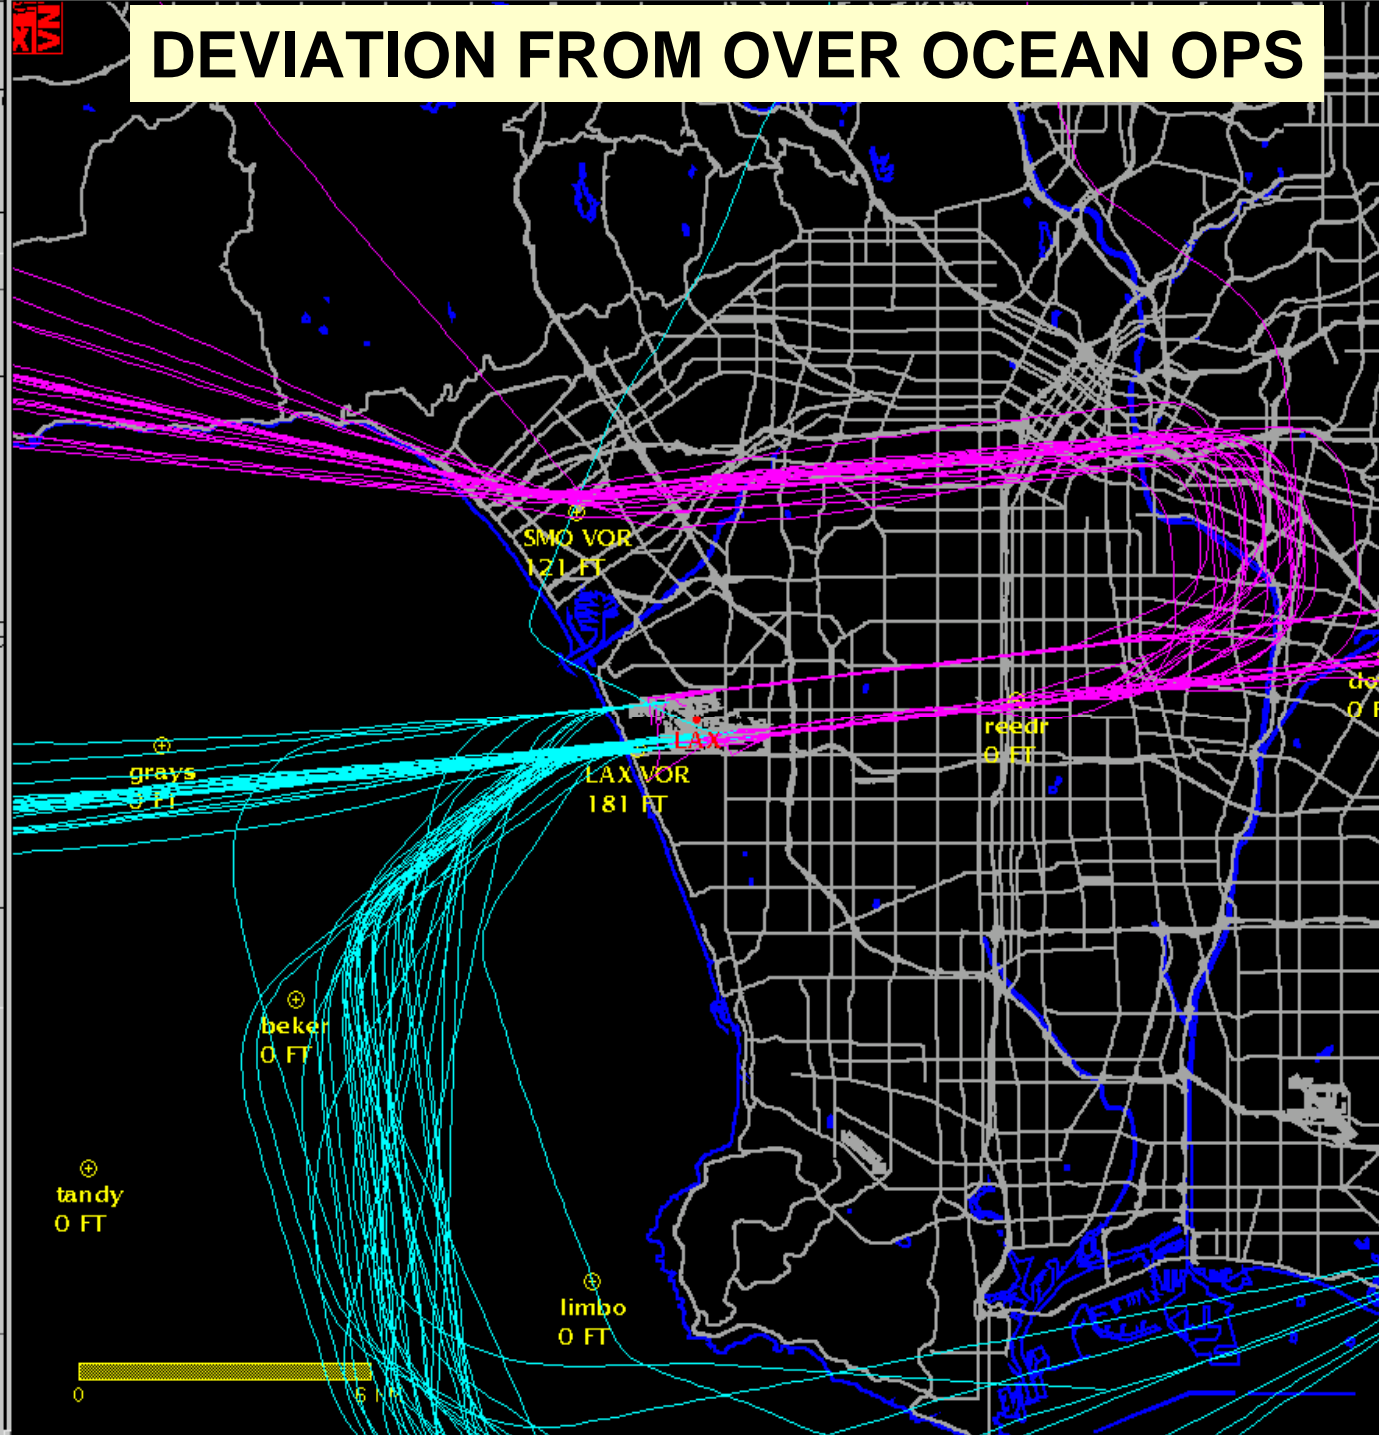 DEVIATION FROM OVER OCEAN OPS
SMO VOR
121 FT
grays
0 FT
LAX
LAX VOR
181 FT
reedr
0 FT
0 F
beker
0 FT
tandy
0 FT
limbo
0 FT
0